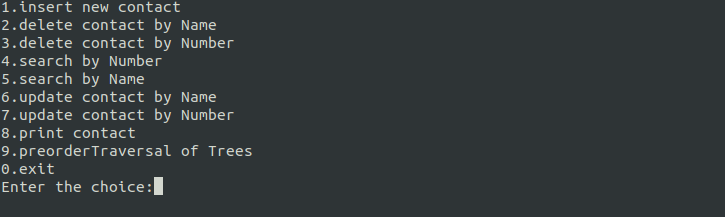 1.insert new contact
2.delete contact by Name
3.delete contact by Number
4.search by Number
5.search by Name
6.update contact by Name
7.update contact by Number
8.print contact
9.preorderTraversal of Trees
0.exit
Enter the choice: